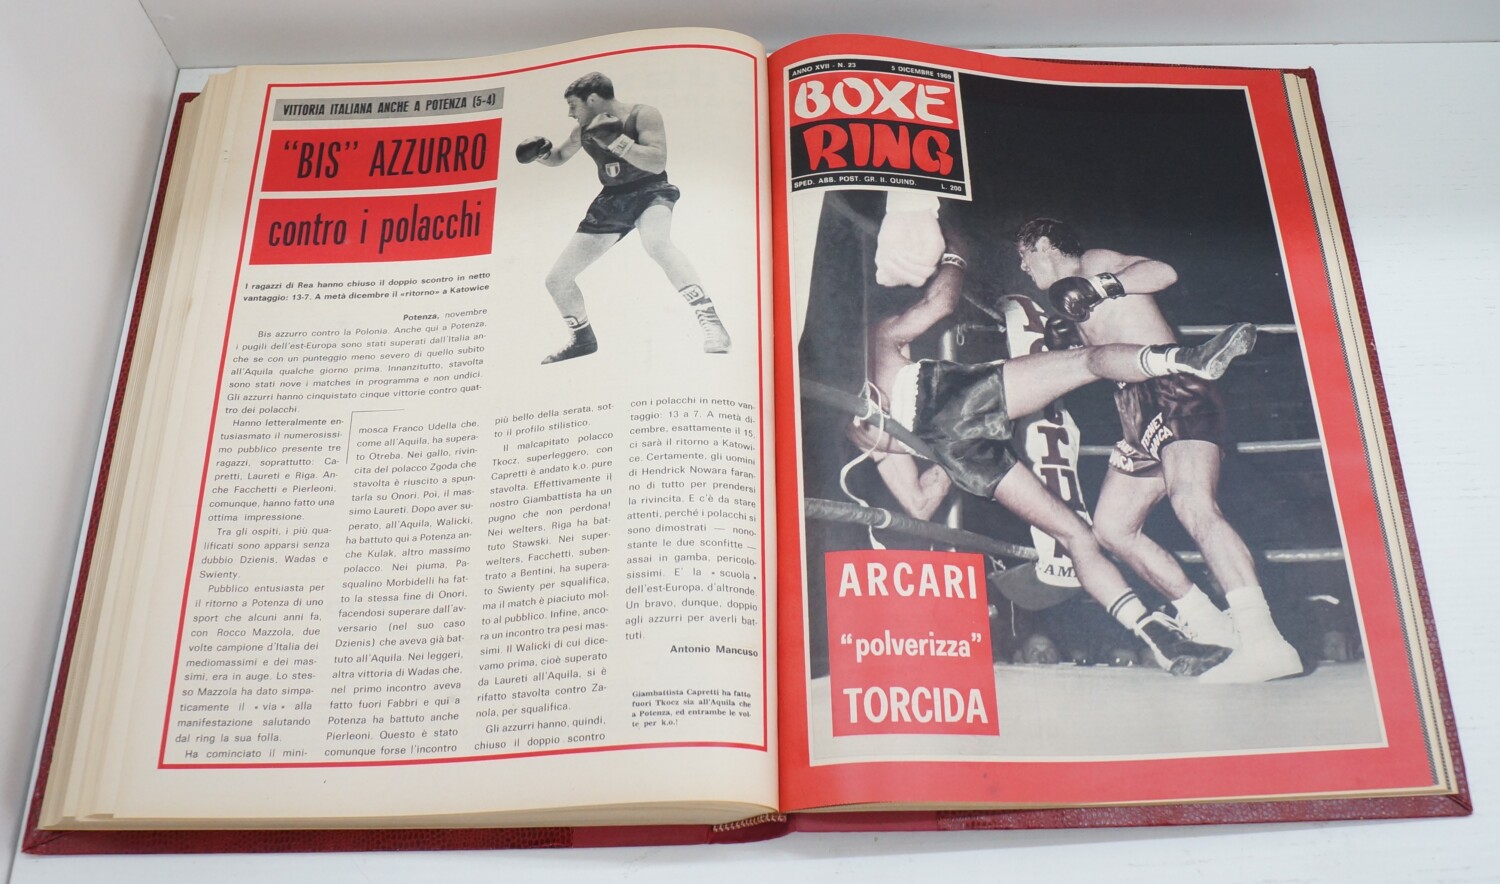 VITTORIA ITALIANA ANCHE A POTENZA (5-4)
“BIS” AZZURRO
contro i polacchi
I ragazzi di Rea hanno chiuso il doppio scontro in netto
vantaggio: 13-7. A metà dicembre il «ritorno» a Katowice
Potenza, novembre
Bis azzurro contro la Polonia. Anche qui a Potenza,
i pugili dell'est-Europa sono stati superati dall'Italia an-
che se con un punteggio meno severo di quello subito
all'Aquila qualche giorno prima. Innanzitutto, stavolta
sono stati nove i matches in programma e non undici.
Gli azzurri hanno cinquistato cinque vittorie contro quat-
tro dei polacchi.
Hanno letteralmente en-
tusiasmato il numerosissi-
mo pubblico presente tre
ragazzi, soprattutto: Ca-
pretti, Laureti e Riga. An-
che Facchetti e Pierleoni,
comunque, hanno fatto una
ottima impressione.
Tra gli ospiti, i più qua-
lificati sono apparsi senza
dubbio Dzienis, Wadas e
Swienty.
Pubblico entusiasta per
il ritorno a Potenza di uno
sport che alcuni anni fa,
con Rocco Mazzola, due
volte campione d'Italia dei
mediomassimi e dei mas-
simi, era in auge. Lo stes-
so Mazzola ha dato simpa-
ticamente il « via » alla
manifestazione salutando
dal ring la sua folla.
Ha cominciato il mini-
mosca Franco Udella che,
come all'Aquila, ha supera-
to Otreba. Nei gallo, rivin-
cita del polacco Zgoda che
stavolta è riuscito a spun-
tarla su Onori. Poi, il mas-
simo Laureti. Dopo aver su-
perato, all'Aquila, Walicki,
ha battuto qui a Potenza an-
che Kulak, altro massimo
polacco. Nei piuma, Pa-
squalino Morbidelli ha fat-
to la stessa fine di Onori,
facendosi superare dall'av-
versario (nel suo caso
Dzienis) che aveva già bat-
tuto all'Aquila. Nei leggeri,
altra vittoria di Wadas che,
nel primo incontro aveva
fatto fuori Fabbri e qui a
Potenza ha battuto anche
Pierleoni. Questo è stato
comunque forse l'incontro
più bello della serata, sot-
to il profilo stilistico.
Il malcapitato polacco
Tkocz, superleggero, con
Capretti è andato k.o. pure
stavolta. Effettivamente il
nostro Giambattista ha un
pugno che non perdona!
Nei welters, Riga ha bat-
tuto Stawski. Nei super-
welters, Facchetti, suben-
trato a Bentini, ha supera-
to Swienty per squalifica,
ma il match è piaciuto mol-
to al pubblico. Infine, anco-
ra un incontro tra pesi mas-
simi. Il Walicki di cui dice-
vamo prima, cioè superato
da Laureti all'Aquila, si è
rifatto stavolta contro Za-
nola, per squalifica.
Gli azzurri hanno, quindi,
chiuso il doppio scontro
con i polacchi in netto van-
taggio: 13 a 7. A metà di-
cembre, esattamente il 15,
ci sarà il ritorno a Katowi-
ce. Certamente, gli uomini
di Hendrick Nowara faran-
no di tutto per prendersi
la rivincita. E c'è da stare
attenti, perché i polacchi si
sono dimostrati — nono-
stante le due sconfitte —
assai in gamba, pericolo-
sissimi. E' la « scuola »
dell'est-Europa, d'altronde.
Un bravo, dunque, doppio
agli azzurri per averli bat-
tuti.
Antonio Mancuso
Giambattista Capretti ha fatto
fuori Tkocz sia all'Aquila che
a Potenza, ed entrambe le vol-
te per k.o.!
ANNO XVII - N. 23 5 DICEMBRE 1969
BOXE
RING
SPED. ABB. POST. GR. II. QUIND. L. 200
FERNET
BRANCA
ARCARI
“polverizza”
TORCIDA